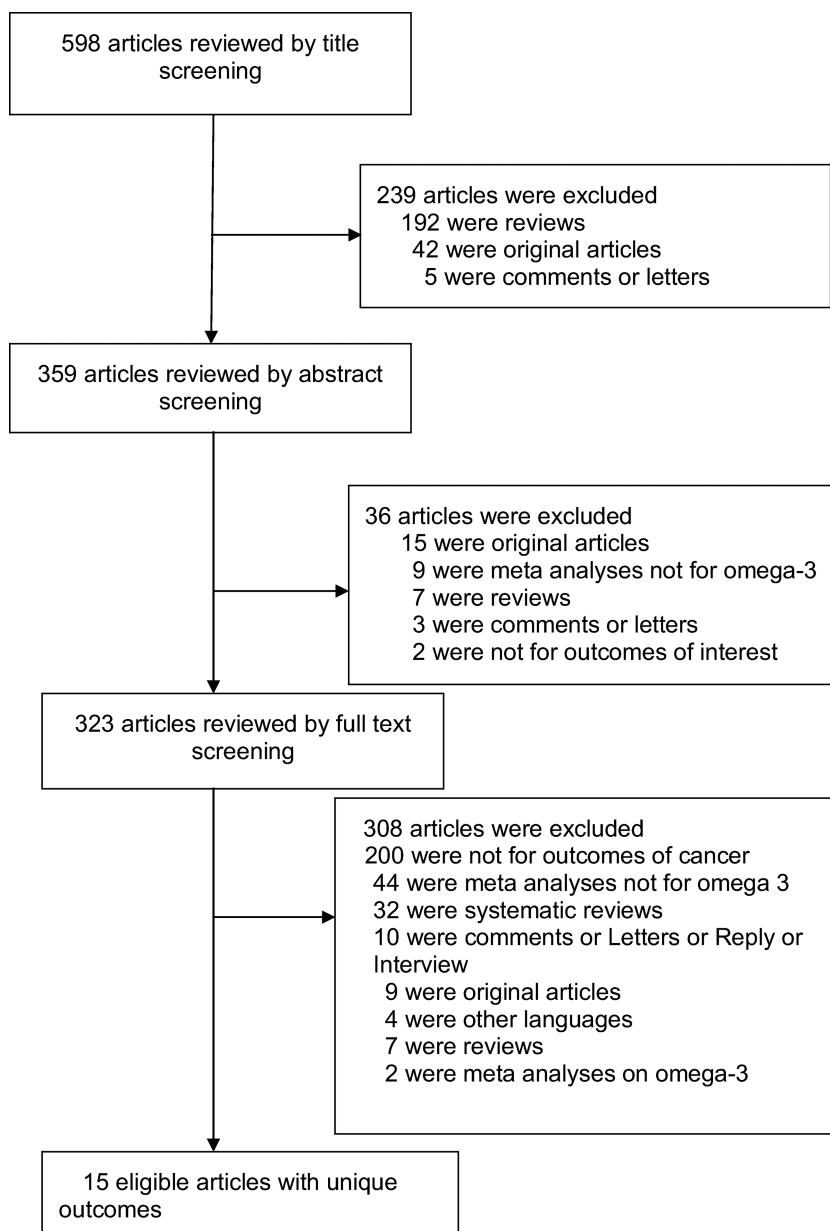 598 articles reviewed by title
screening
239 articles were excluded
192 were reviews
42 were original articles
5 were comments or letters
359 articles reviewed by abstract
screening
36 articles were excluded
15 were original articles
9 were meta analyses not for omega-3
7 were reviews
3 were comments or letters
2 were not for outcomes of interest
323 articles reviewed by full text
screening
308 articles were excluded
200 were not for outcomes of cancer
44 were meta analyses not for omega 3
32 were systematic reviews
10 were comments or Letters or Reply or
Interview
9 were original articles
4 were other languages
7 were reviews
2 were meta analyses on omega-3
15 eligible articles with unique
outcomes